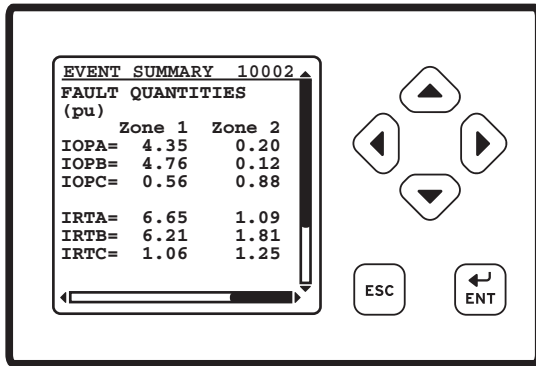 EVENT SUMMARY 10002
FAULT QUANTITIES
(pu)
Zone 1 Zone 2
IOPA= 4.35 0.20
IOPB= 4.76 0.12
IOPC= 0.56 0.88
IRTA= 6.65 1.09
IRTB= 6.21 1.81
IRTC= 1.06 1.25
ESC
ENT